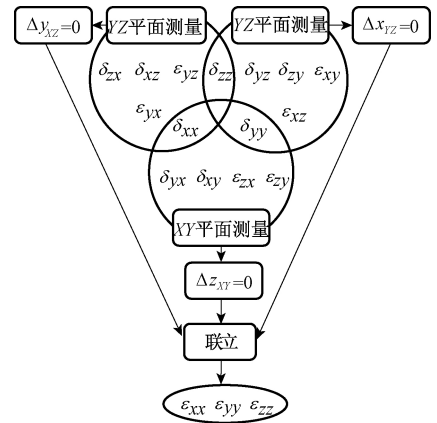 Δy_XZ=0 YZ平面测量 YZ平面测量 Δx_YZ=0
δzx δxz εyz δzz δyz δzy εxy
εyx εxz
δxx δyy
δyx δxy εzx εzy
XY平面测量
Δz_XY=0
联立
εxx εyy εzz